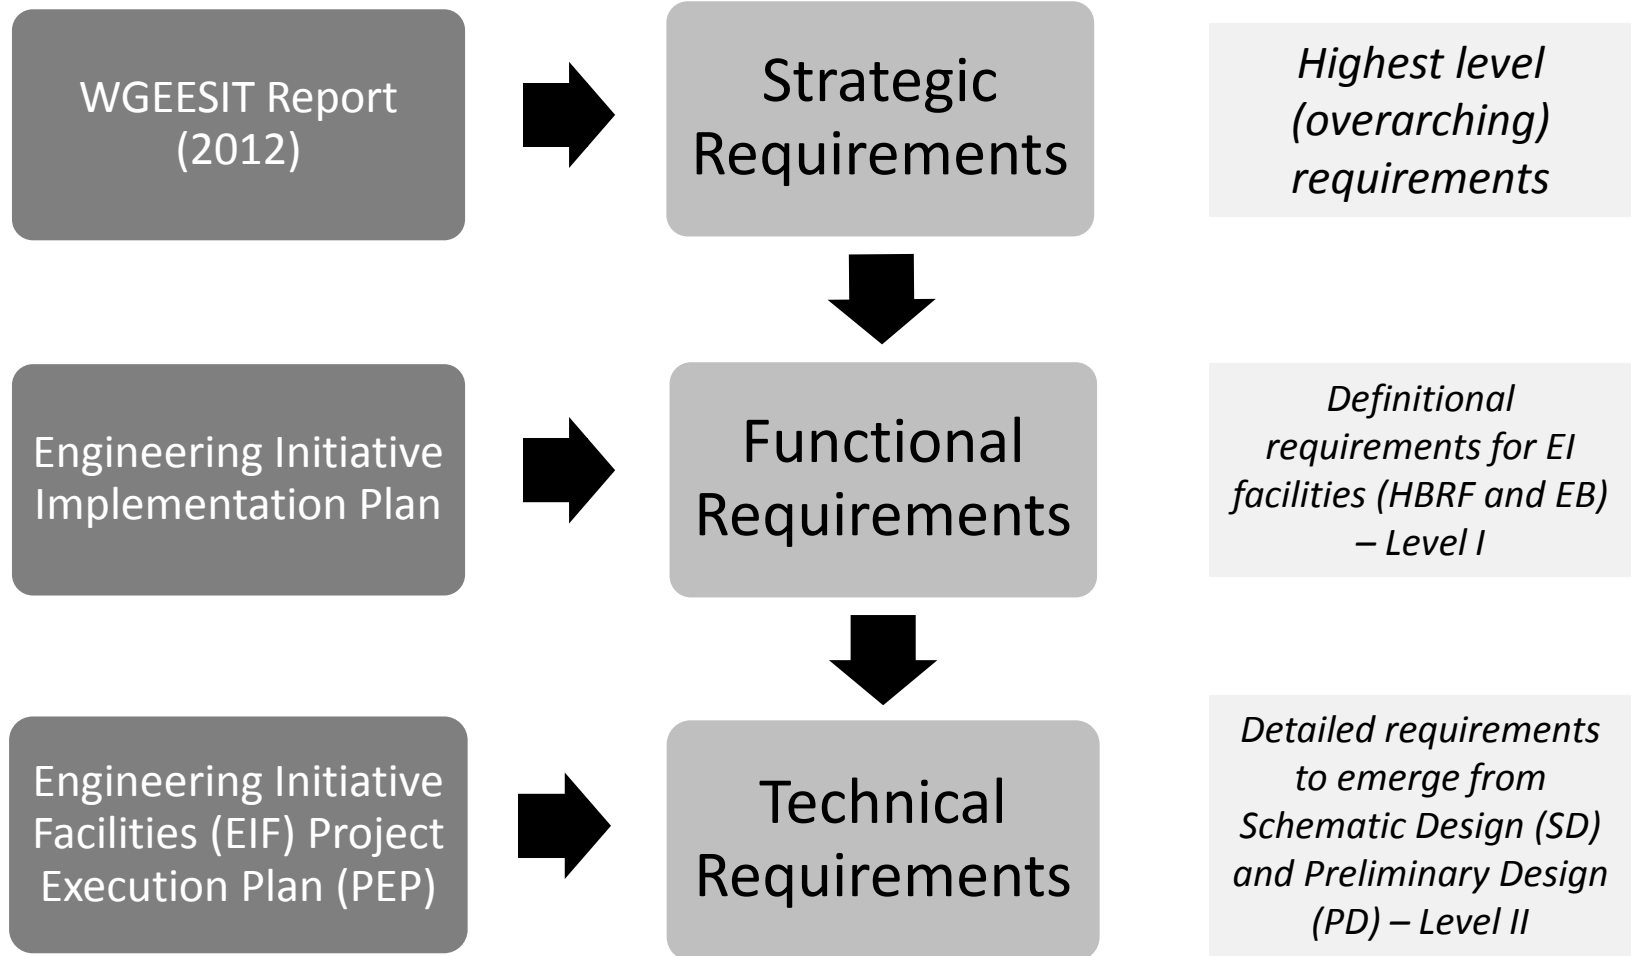 WGEESIT Report
(2012)
Strategic
Requirements
Highest level
(overarching)
requirements
Engineering Initiative
Implementation Plan
Functional
Requirements
Definitional
requirements for EI
facilities (HBRF and EB)
– Level I
Engineering Initiative
Facilities (EIF) Project
Execution Plan (PEP)
Technical
Requirements
Detailed requirements
to emerge from
Schematic Design (SD)
and Preliminary Design
(PD) – Level II